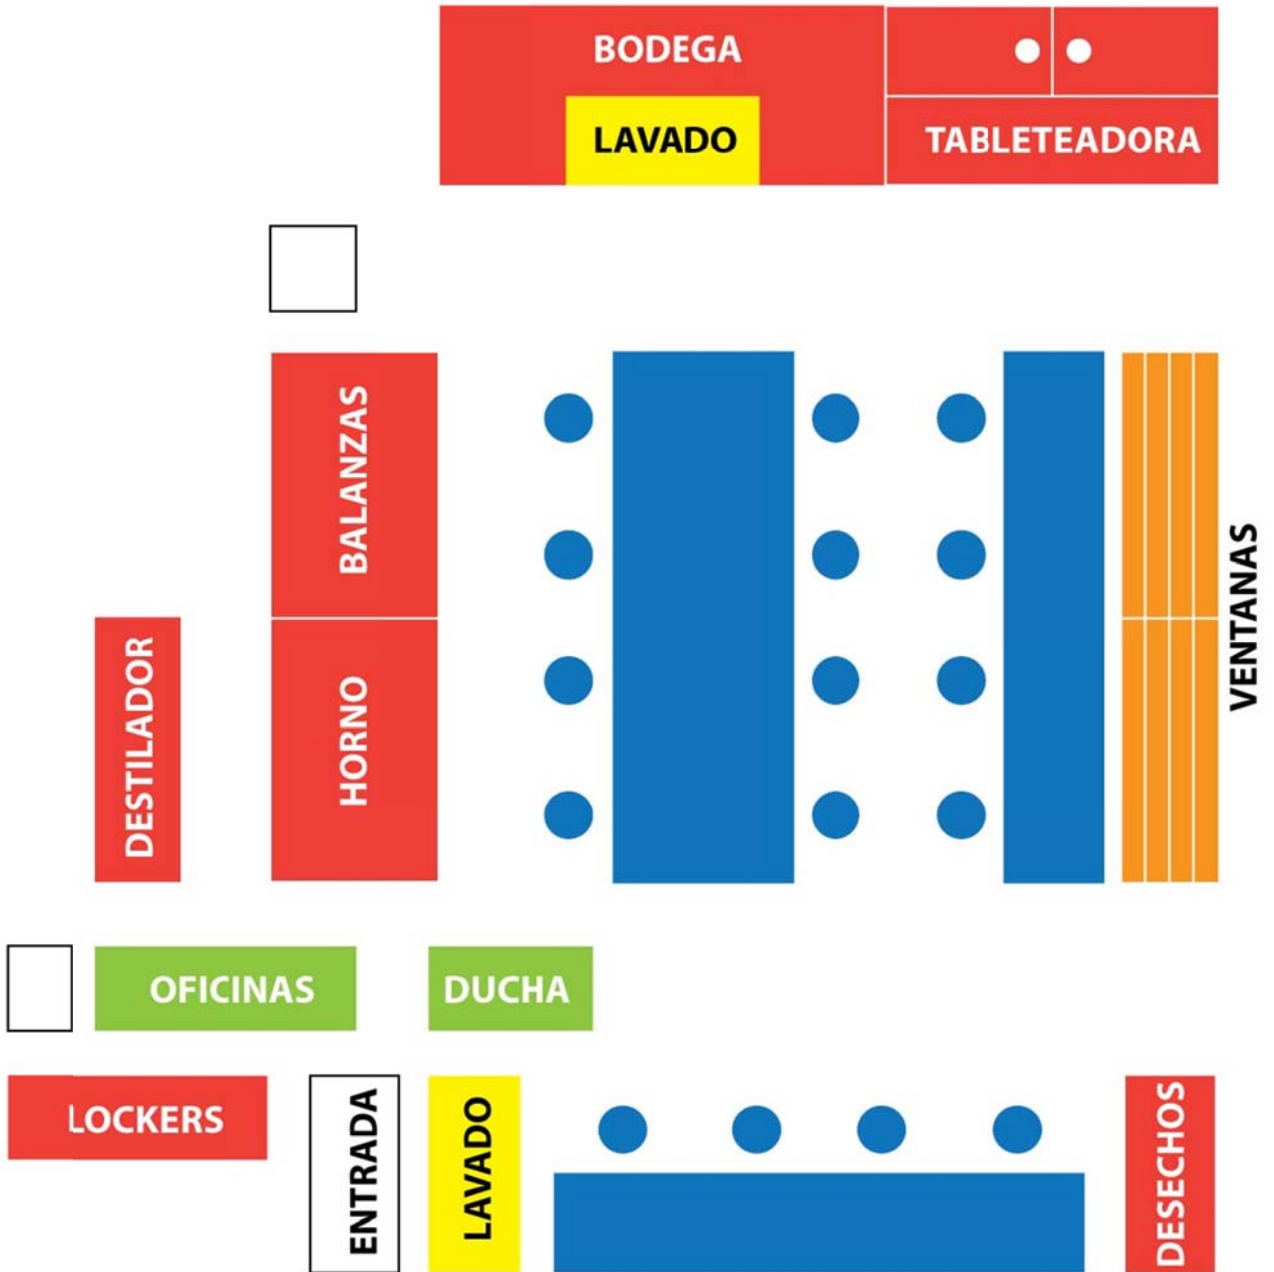 BODEGA
LAVADO
TABLETEADORA
BALANZAS
HORNO
DESTILADOR
VENTANAS
OFICINAS
DUCHA
LOCKERS
ENTRADA
LAVADO
DESECHOS